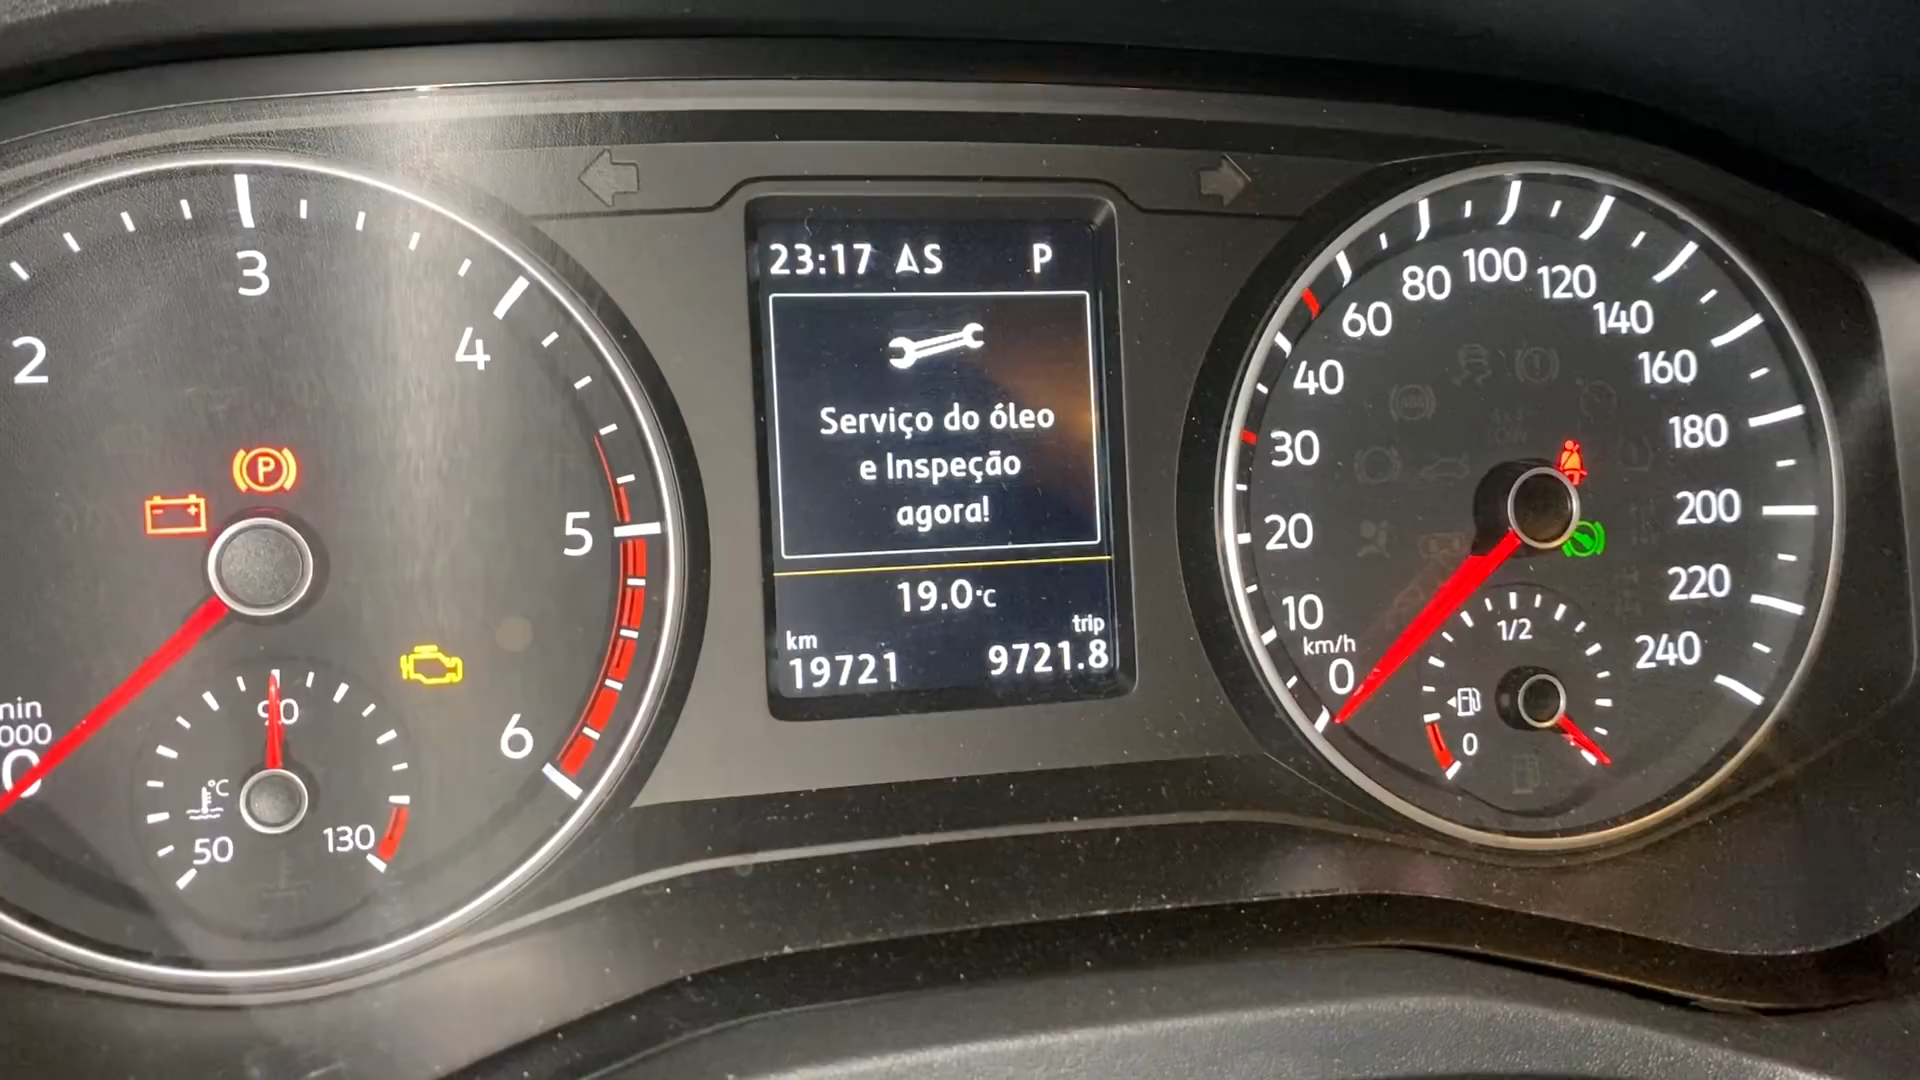 2
3
4
5
6
min
000
0
P
90
°C
50
130
23:17 AS P
Serviço do óleo
e Inspeção
agora!
19.0°C
km
trip
19721
9721.8
0
10
20
30
40
60
80
100
120
140
160
180
200
220
240
km/h
1/2
0